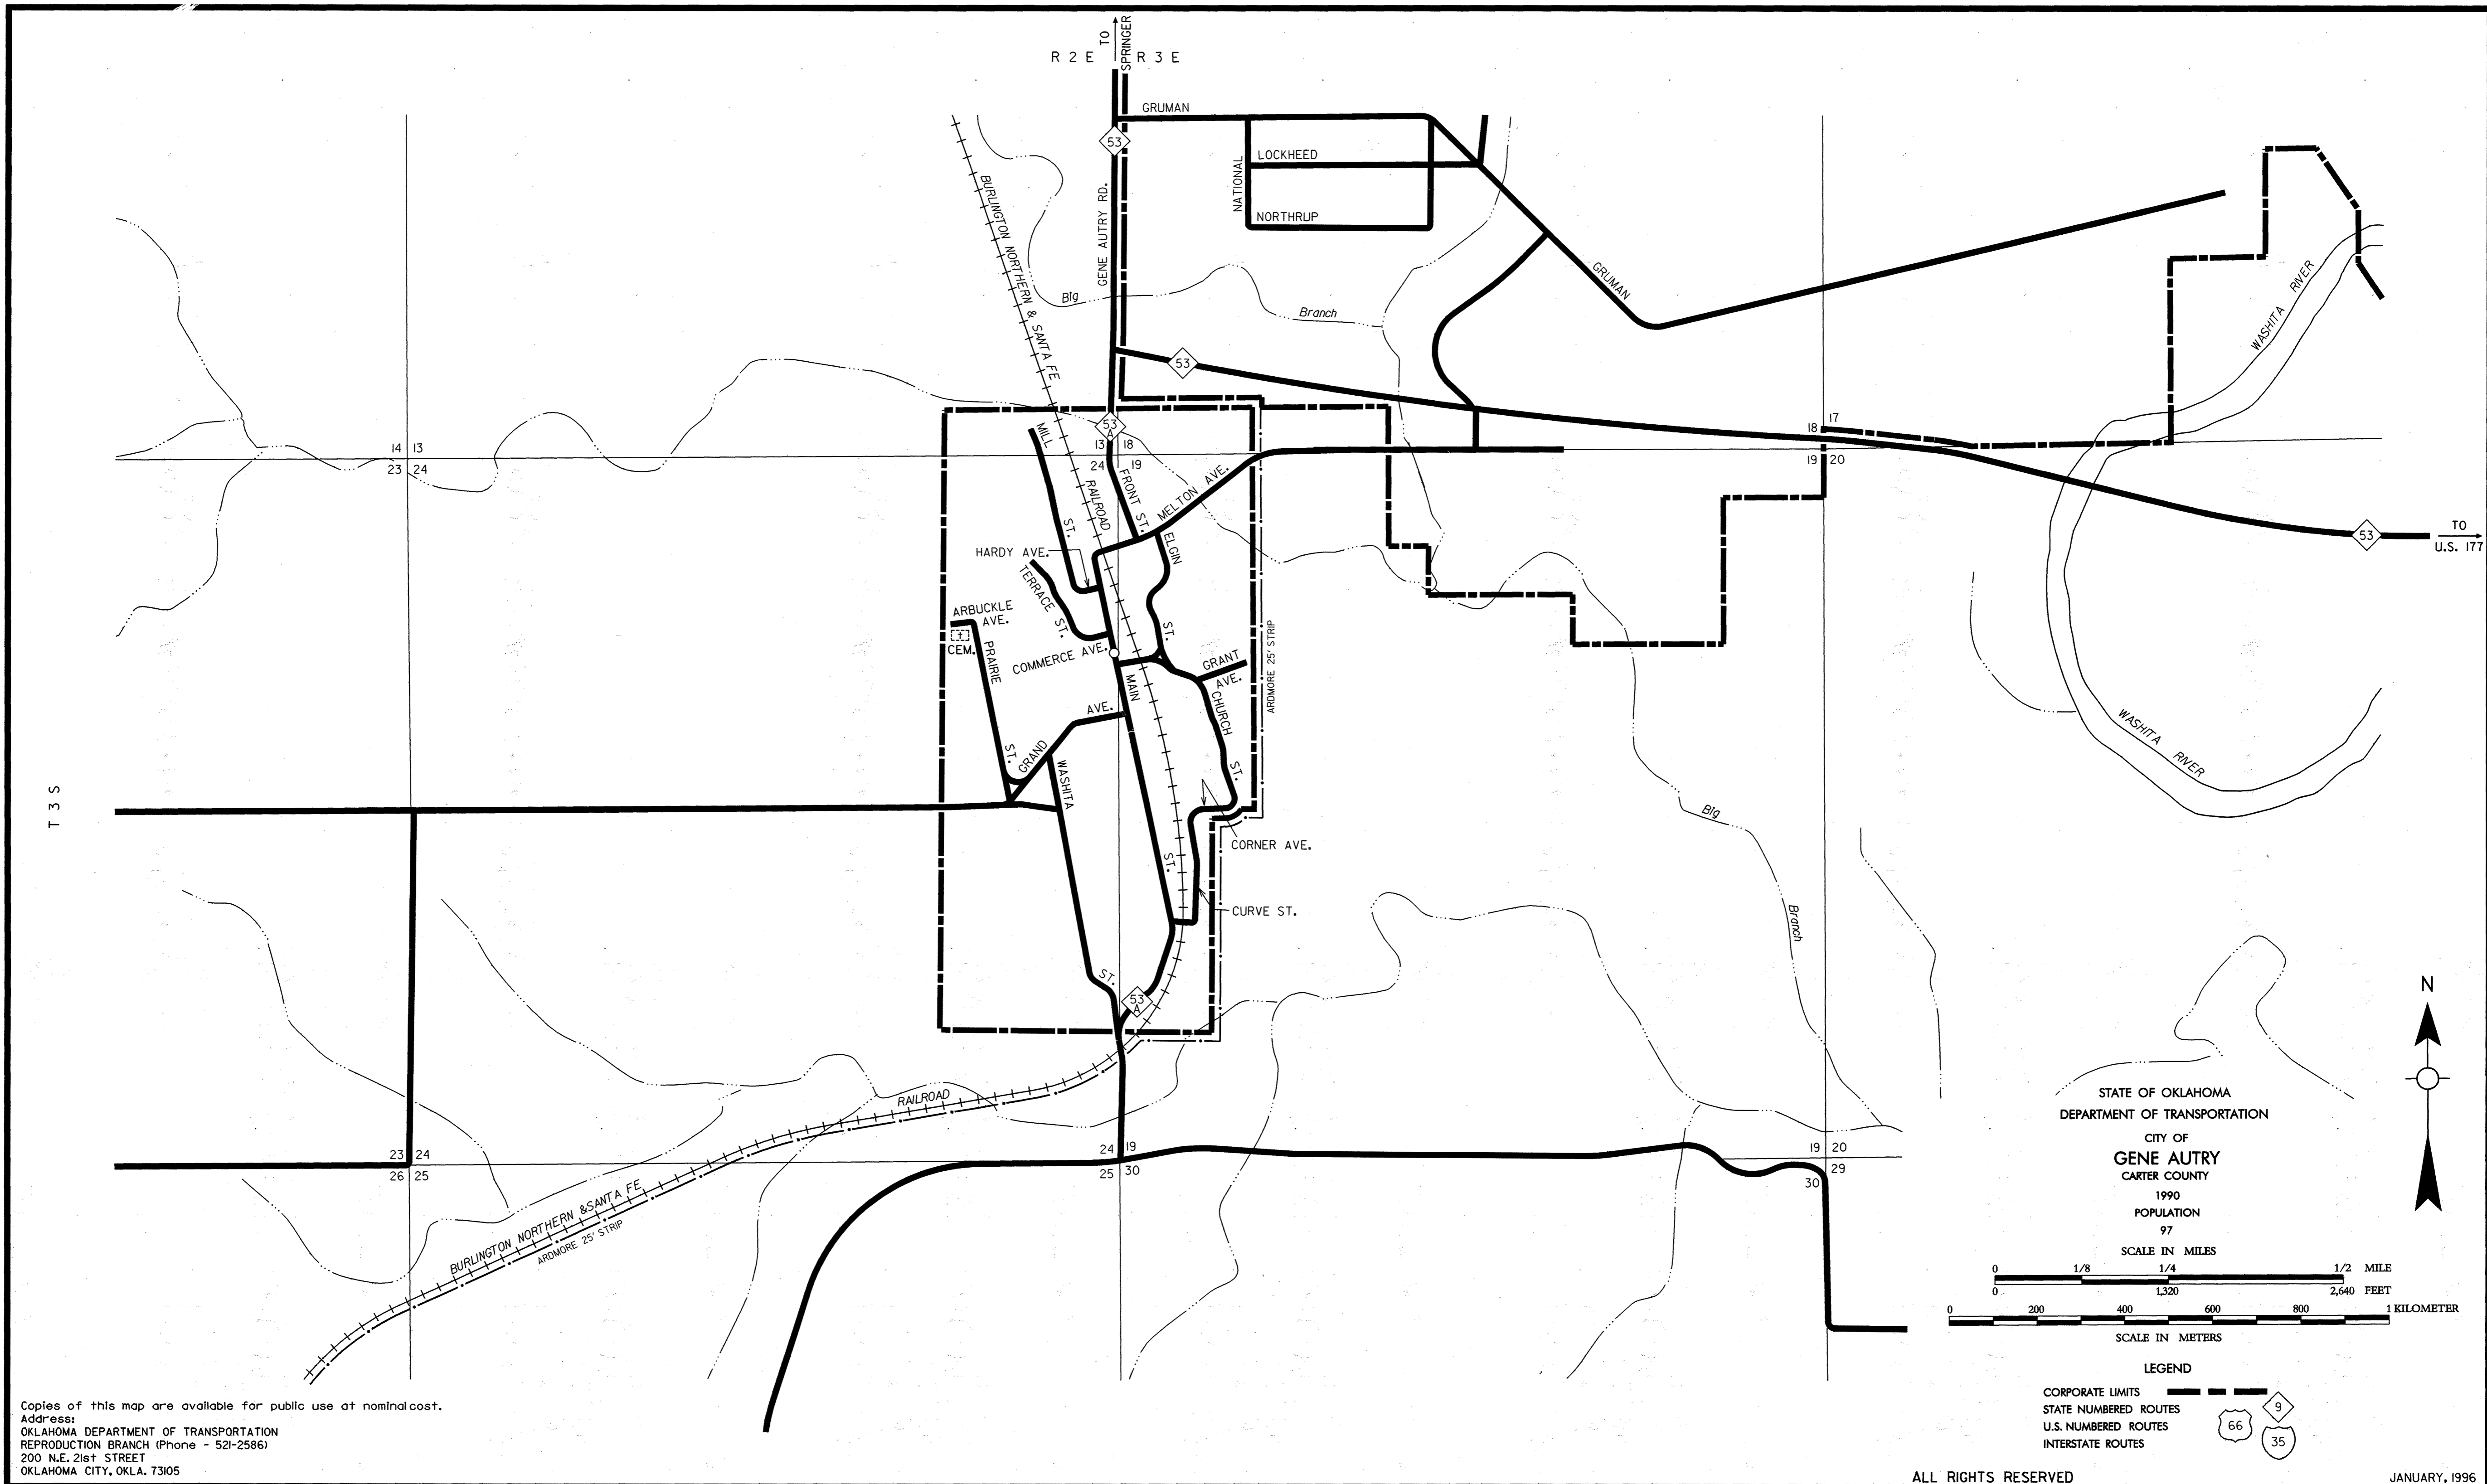 TO
SPRINGER
R 2 E
R 3 E
GRUMAN
53
LOCKHEED
NATIONAL
NORTHRUP
GENE AUTRY RD.
BURLINGTON NORTHERN & SANTA FE
RAILROAD
Big
Branch
GRUMAN
WASHITA RIVER
53
53
A
MILL
ST.
14 13
23 24
13 18
24 19
17
18
19 20
FRONT ST.
MELTON AVE.
53
TO
U.S. 177
HARDY AVE.
ELGIN
ST.
TERRACE ST.
ARBUCKLE
AVE.
CEM.
PRAIRIE
ST.
COMMERCE AVE.
GRANT
AVE.
ARDMORE 25' STRIP
MAIN
ST.
CHURCH
ST.
AVE.
GRAND
WASHITA
ST.
WASHITA
RIVER
T 3 S
Big
Branch
CORNER AVE.
CURVE ST.
53
A
RAILROAD
BURLINGTON NORTHERN &SANTA FE
ARDMORE 25' STRIP
23 24
26 25
24 19
25 30
19 20
30 29
N
STATE OF OKLAHOMA
DEPARTMENT OF TRANSPORTATION
CITY OF
GENE AUTRY
CARTER COUNTY
1990
POPULATION
97
SCALE IN MILES
0 1/8 1/4 1/2 MILE
0 1,320 2,640 FEET
0 200 400 600 800 1 KILOMETER
SCALE IN METERS
LEGEND
CORPORATE LIMITS
STATE NUMBERED ROUTES 9
U.S. NUMBERED ROUTES 66
INTERSTATE ROUTES 35
Copies of this map are available for public use at nominal cost.
Address:
OKLAHOMA DEPARTMENT OF TRANSPORTATION
REPRODUCTION BRANCH (Phone - 521-2586)
200 N.E. 21st STREET
OKLAHOMA CITY, OKLA. 73105
ALL RIGHTS RESERVED
JANUARY, 1996